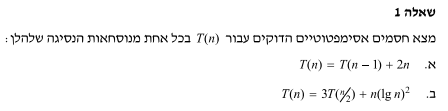 שאלה 1
מצא חסמים אסימפטוטיים הדוקים עבור T(n) בכל אחת מנוסחאות הנסיגה שלהלן:
א. T(n) = T(n − 1) + 2n
ב. T(n) = 3T(n/2) + n(lg n)²